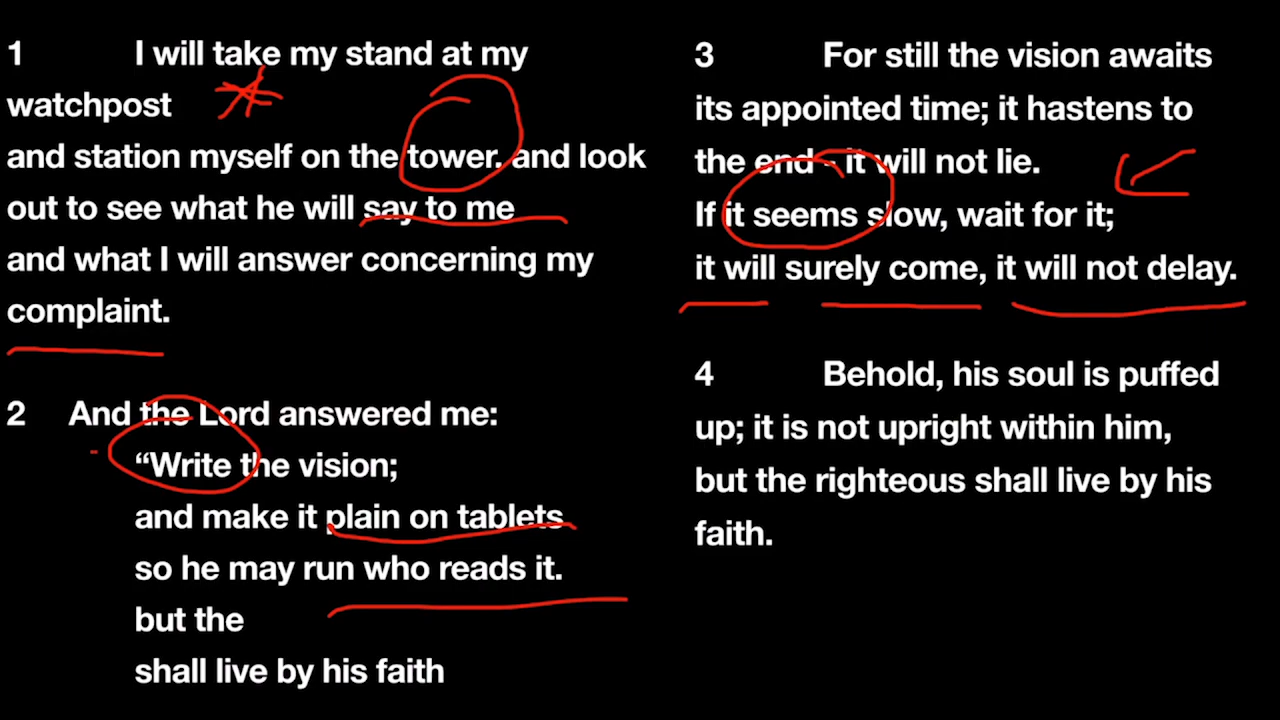 1 I will take my stand at my
watchpost
and station myself on the tower. and look
out to see what he will say to me
and what I will answer concerning my
complaint.
2 And the Lord answered me:
“Write the vision;
and make it plain on tablets
so he may run who reads it.
but the
shall live by his faith
3 For still the vision awaits
its appointed time; it hastens to
the end - it will not lie.
If it seems slow, wait for it;
it will surely come, it will not delay.
4 Behold, his soul is puffed
up; it is not upright within him,
but the righteous shall live by his
faith.